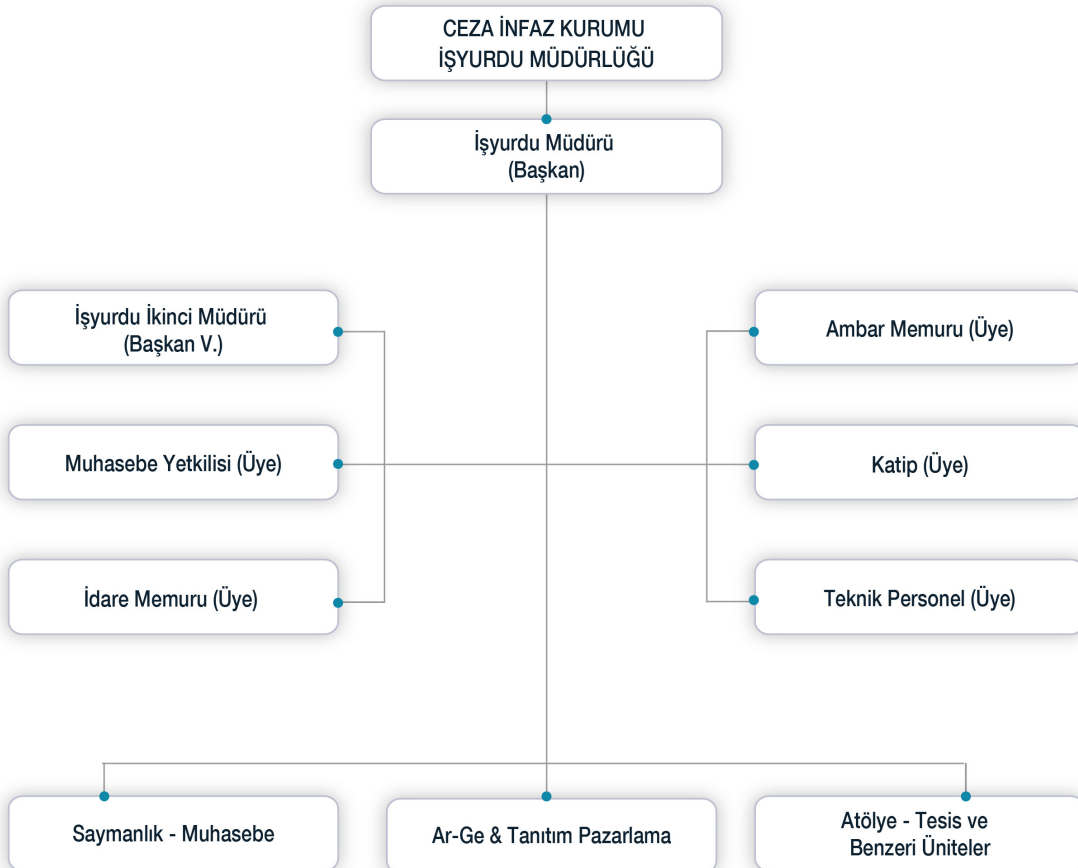 CEZA İNFAZ KURUMU
İŞYURDU MÜDÜRLÜĞÜ
İşyurdu Müdürü
(Başkan)
İşyurdu İkinci Müdürü
(Başkan V.)
Ambar Memuru (Üye)
Muhasebe Yetkilisi (Üye)
Katip (Üye)
İdare Memuru (Üye)
Teknik Personel (Üye)
Saymanlık - Muhasebe
Ar-Ge & Tanıtım Pazarlama
Atölye - Tesis ve
Benzeri Üniteler